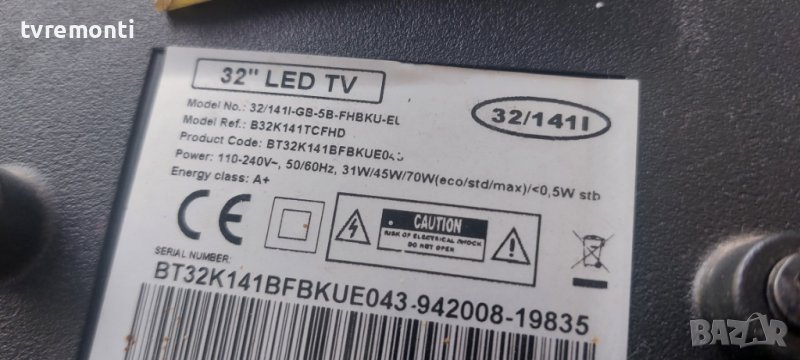 tvremonti
32" LED TV
Model No.: 32/141I-GB-5B-FHBKU-EU
32/141I
Model Ref.: B32K141TCFHD
Product Code: BT32K141BFBKUE043
Power: 110-240V~, 50/60Hz, 31W/45W/70W(eco/std/max)/<0,5W stb
Energy class: A+
CE
CAUTION
RISK OF ELECTRICAL SHOCK
DO NOT OPEN
SERIAL NUMBER:
BT32K141BFBKUE043-942008-19835
BAZAR